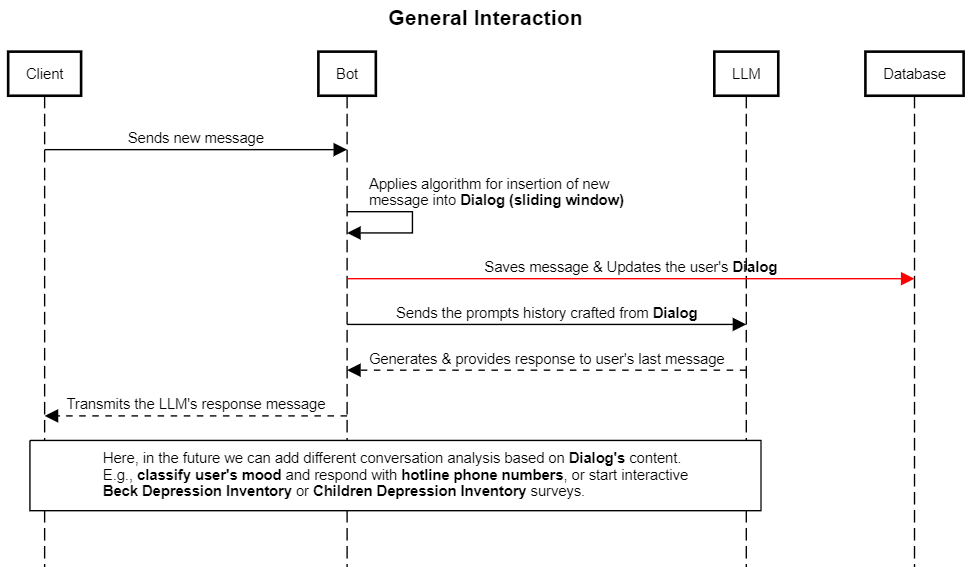 General Interaction
Client
Bot
LLM
Database
Sends new message
Applies algorithm for insertion of new
message into Dialog (sliding window)
Saves message & Updates the user's Dialog
Sends the prompts history crafted from Dialog
Generates & provides response to user's last message
Transmits the LLM's response message
Here, in the future we can add different conversation analysis based on Dialog's content.
E.g., classify user's mood and respond with hotline phone numbers, or start interactive
Beck Depression Inventory or Children Depression Inventory surveys.